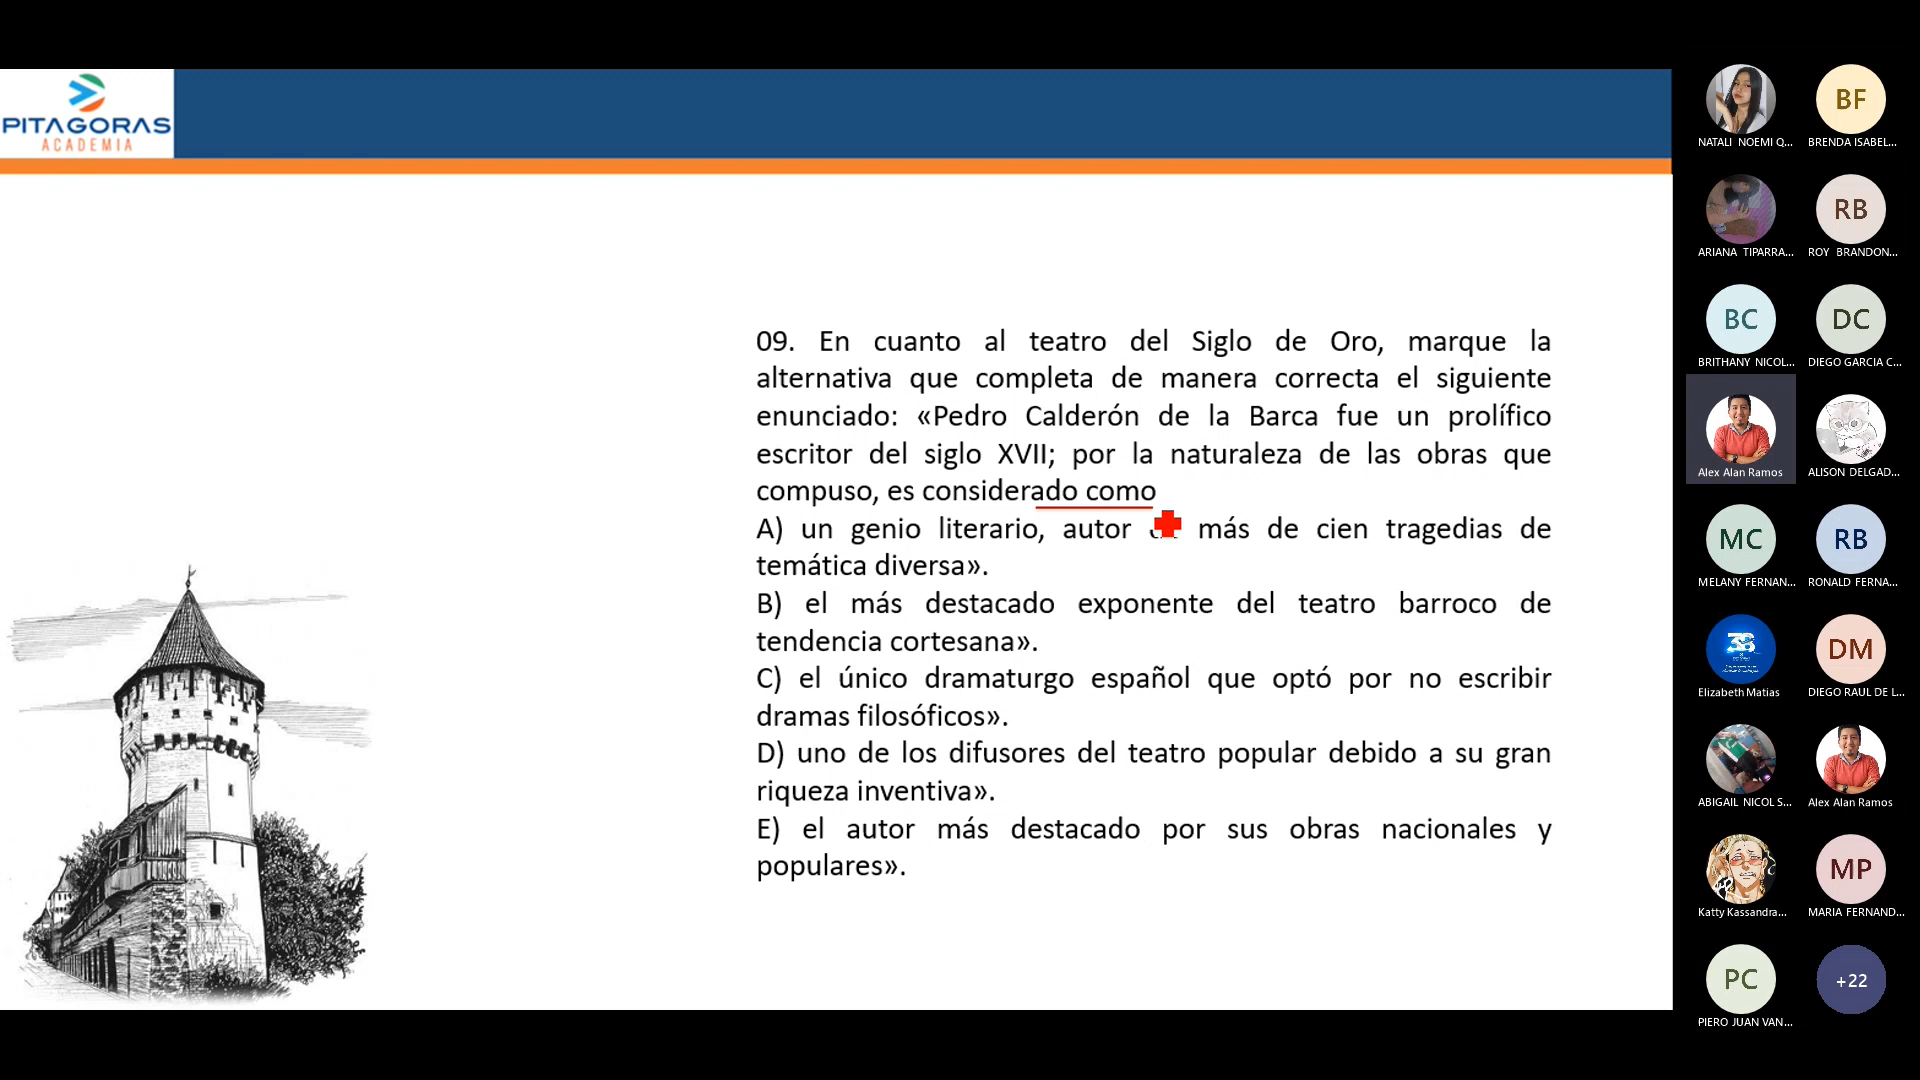 PITAGORAS
ACADEMIA
09. En cuanto al teatro del Siglo de Oro, marque la
alternativa que completa de manera correcta el siguiente
enunciado: «Pedro Calderón de la Barca fue un prolífico
escritor del siglo XVII; por la naturaleza de las obras que
compuso, es considerado como
A) un genio literario, autor más de cien tragedias de
temática diversa».
B) el más destacado exponente del teatro barroco de
tendencia cortesana».
C) el único dramaturgo español que optó por no escribir
dramas filosóficos».
D) uno de los difusores del teatro popular debido a su gran
riqueza inventiva».
E) el autor más destacado por sus obras nacionales y
populares».
NATALI NOEMI Q...
BF
BRENDA ISABEL...
ARIANA TIPARRA...
RB
ROY BRANDON...
BC
BRITHANY NICOL...
DC
DIEGO GARCIA C...
Alex Alan Ramos
ALISON DELGAD...
MC
MELANY FERNAN...
RB
RONALD FERNA...
38
Elizabeth Matias
DM
DIEGO RAUL DE L...
ABIGAIL NICOL S...
Alex Alan Ramos
Katty Kassandra...
MP
MARIA FERNAND...
PC
PIERO JUAN VAN...
+22